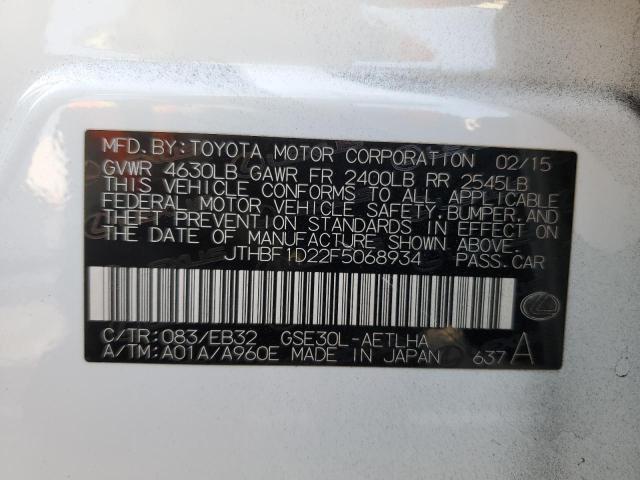 MFD. BY: TOYOTA MOTOR CORPORATION 02/15
GVWR 4630LB GAWR FR 2400LB RR 2545LB
THIS VEHICLE CONFORMS TO ALL APPLICABLE
FEDERAL MOTOR VEHICLE SAFETY, BUMPER, AND
THEFT PREVENTION STANDARDS IN EFFECT ON
THE DATE OF MANUFACTURE SHOWN ABOVE.
JTHBF1D22F5068934 PASS. CAR
C/TR: 083/EB32 GSE30L-AETLHA
A/TM: A01A/A960E MADE IN JAPAN 637 A